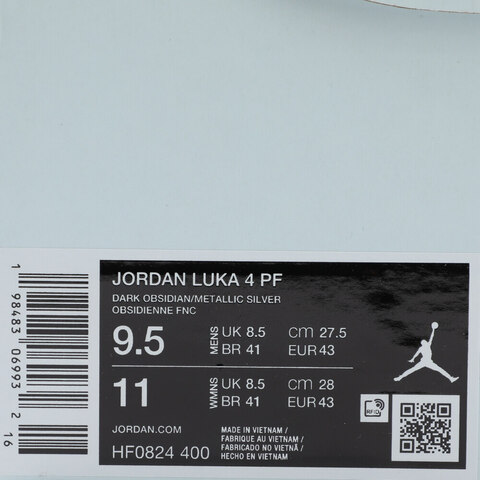 JORDAN LUKA 4 PF
DARK OBSIDIAN/METALLIC SILVER
OBSIDIENNE FNC
9.5 MENS UK 8.5 cm 27.5
BR 41 EUR 43
11 WMNS UK 8.5 cm 28
BR 41 EUR 43
JORDAN.COM
HF0824 400
MADE IN VIETNAM /
FABRIQUE AU VIETNAM /
FABRICADO NO VIETNÃ /
HECHO EN VIETNAM
RFID
1 98483 06993 2 16